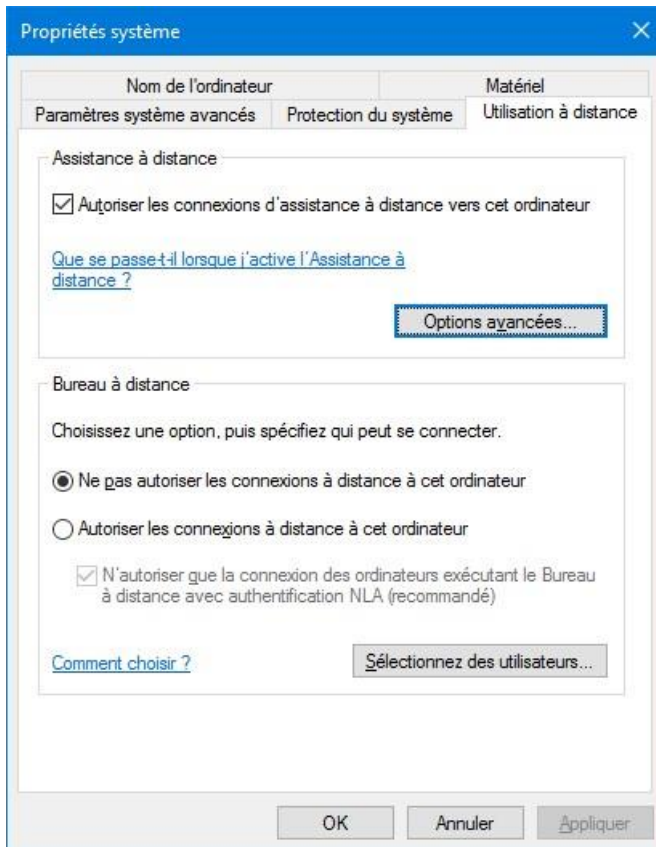 Propriétés système
Nom de l'ordinateur
Matériel
Paramètres système avancés
Protection du système
Utilisation à distance
Assistance à distance
Autoriser les connexions d'assistance à distance vers cet ordinateur
Que se passe-t-il lorsque j'active l'Assistance à
distance ?
Options avancées...
Bureau à distance
Choisissez une option, puis spécifiez qui peut se connecter.
Ne pas autoriser les connexions à distance à cet ordinateur
Autoriser les connexions à distance à cet ordinateur
N'autoriser que la connexion des ordinateurs exécutant le Bureau
à distance avec authentification NLA (recommandé)
Comment choisir ?
Sélectionnez des utilisateurs...
OK
Annuler
Appliquer